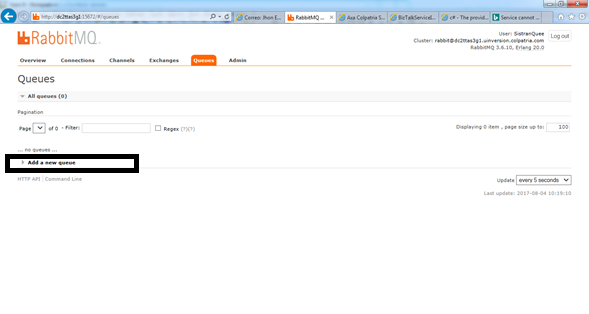 http://dc2ttas3g1:15672/#/queues
Correo: Jhon E...
RabbitMQ ...
Axa Colpatria S...
BizTalkService&...
c# - The provid...
Service cannot ...
RabbitMQ
User: SistranQuee
Log out
Cluster: rabbit@dc2ttas3g1.uinversion.colpatria.com
RabbitMQ 3.6.10, Erlang 20.0
Overview Connections Channels Exchanges Queues Admin
Queues
All queues (0)
Pagination
Page of 0 - Filter: Regex (?)(?)
Displaying 0 item , page size up to: 100
... no queues ...
Add a new queue
HTTP API Command Line
Update every 5 seconds
Last update: 2017-08-04 10:19:10